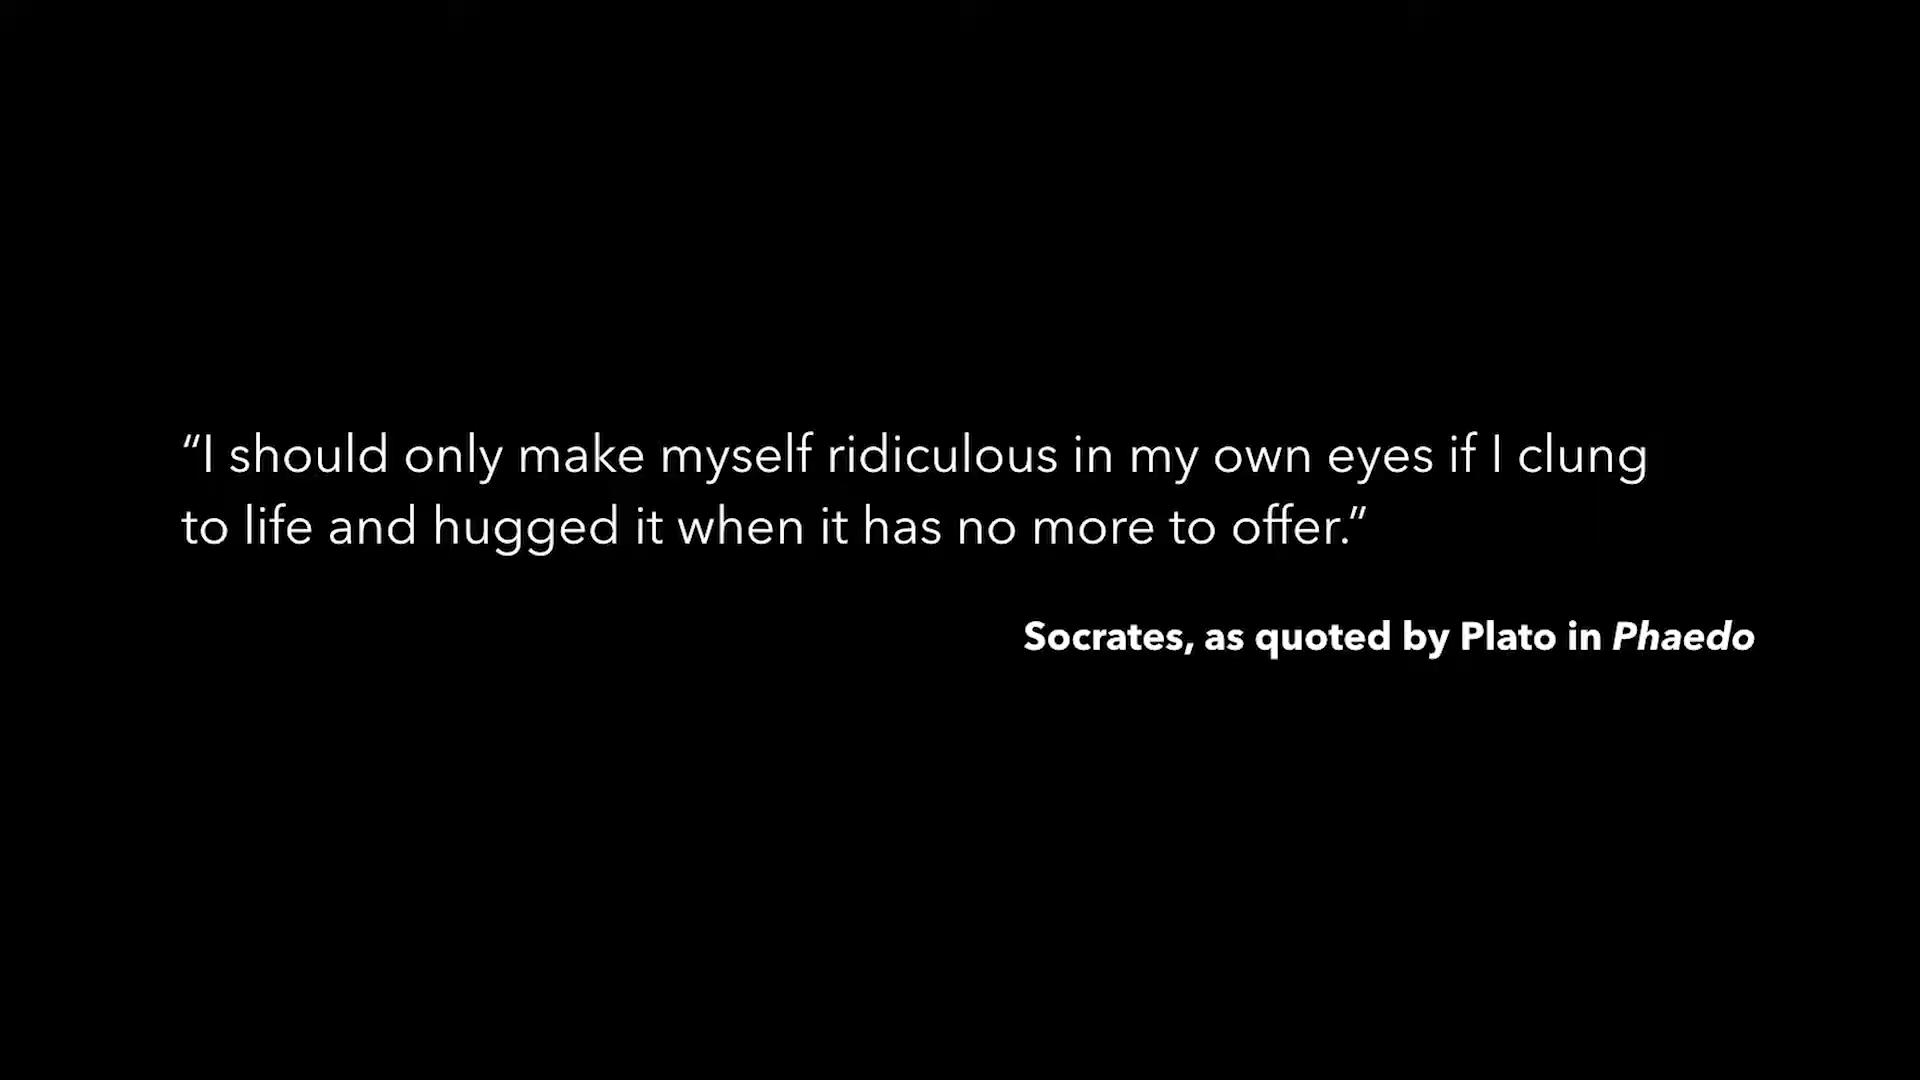 “I should only make myself ridiculous in my own eyes if I clung
to life and hugged it when it has no more to offer.”
Socrates, as quoted by Plato in Phaedo